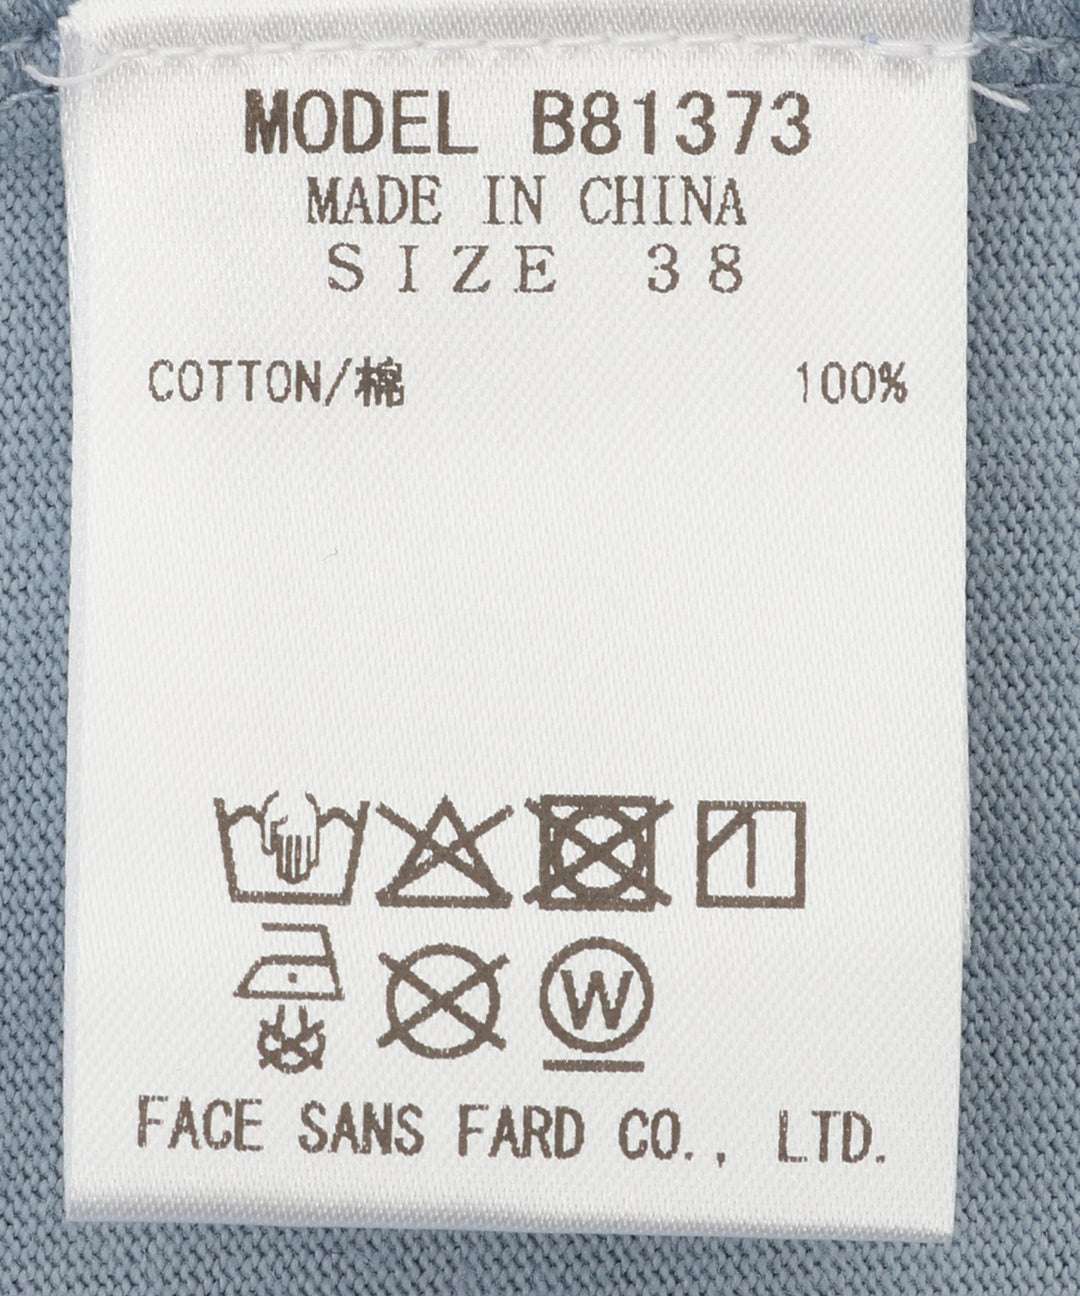 MODEL B81373
MADE IN CHINA
SIZE 38
COTTON/棉 100%
W
FACE SANS FARD CO., LTD.